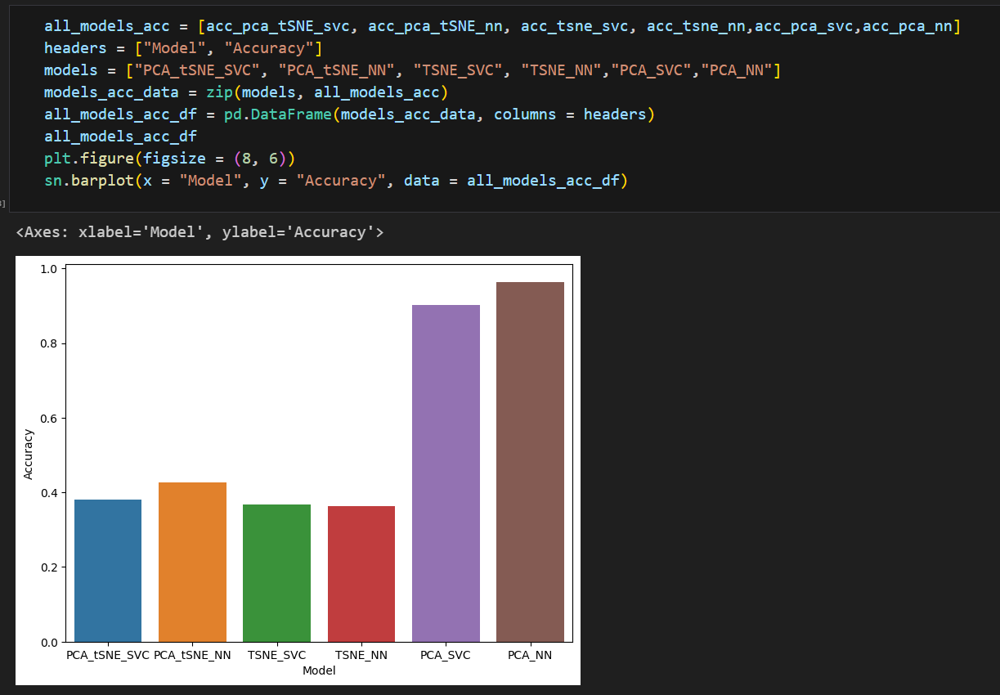 all_models_acc = [acc_pca_tSNE_svc, acc_pca_tSNE_nn, acc_tsne_svc, acc_tsne_nn,acc_pca_svc,acc_pca_nn]
headers = ["Model", "Accuracy"]
models = ["PCA_tSNE_SVC", "PCA_tSNE_NN", "TSNE_SVC", "TSNE_NN","PCA_SVC","PCA_NN"]
models_acc_data = zip(models, all_models_acc)
all_models_acc_df = pd.DataFrame(models_acc_data, columns = headers)
all_models_acc_df
plt.figure(figsize = (8, 6))
sn.barplot(x = "Model", y = "Accuracy", data = all_models_acc_df)
<Axes: xlabel='Model', ylabel='Accuracy'>
1.0
0.8
0.6
0.4
0.2
0.0
Accuracy
PCA_tSNE_SVC PCA_tSNE_NN TSNE_SVC TSNE_NN PCA_SVC PCA_NN
Model